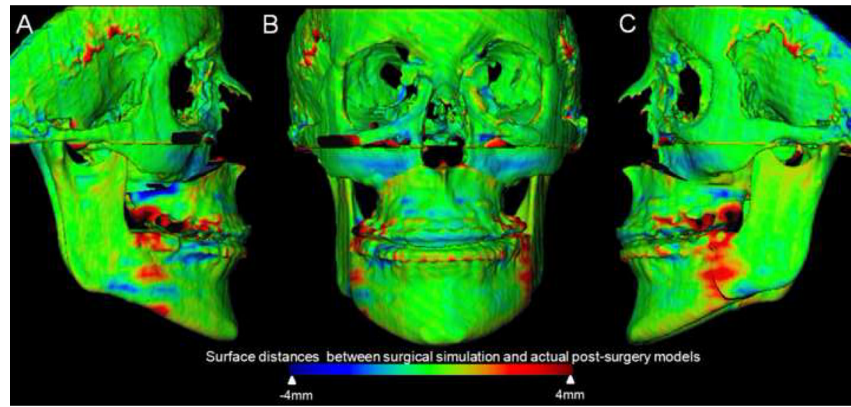 A B C
Surface distances between surgical simulation and actual post-surgery models
-4mm 4mm